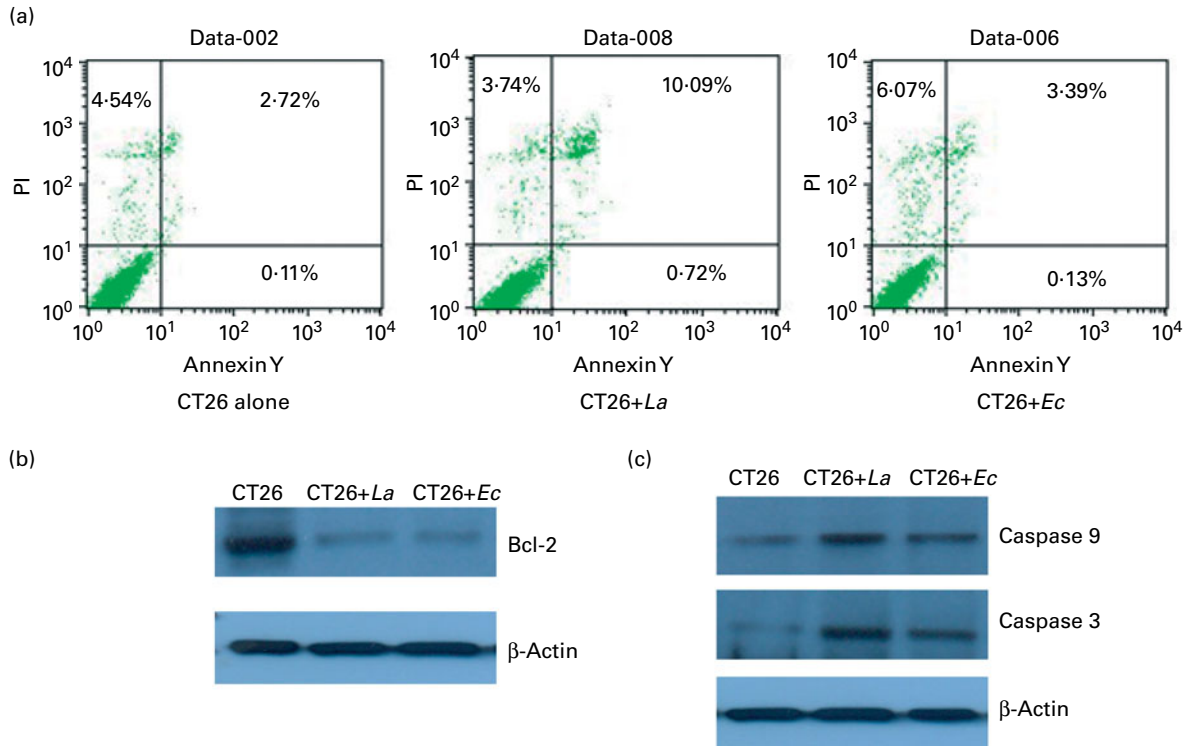 (a)
Data-002
Data-008
Data-006
10⁴
10³
10²
10¹
10⁰
PI
4·54%
2·72%
0·11%
10⁰ 10¹ 10² 10³ 10⁴
Annexin Y
CT26 alone
10⁴
10³
10²
10¹
10⁰
PI
3·74%
10·09%
0·72%
10⁰ 10¹ 10² 10³ 10⁴
Annexin Y
CT26+La
10⁴
10³
10²
10¹
10⁰
PI
6·07%
3·39%
0·13%
10⁰ 10¹ 10² 10³ 10⁴
Annexin Y
CT26+Ec
(b)
CT26 CT26+La CT26+Ec
Bcl-2
β-Actin
(c)
CT26 CT26+La CT26+Ec
Caspase 9
Caspase 3
β-Actin